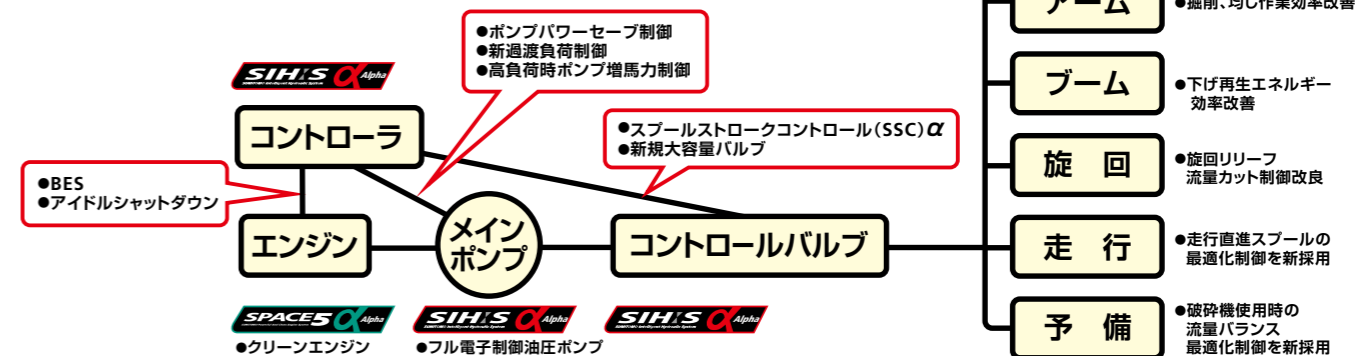 アーム
●掘削、均し作業効率改善
●ポンプパワーセーブ制御
●新過渡負荷制御
●高負荷時ポンプ増馬力制御
SIH:S α Alpha
ブーム
●下げ再生エネルギー
効率改善
コントローラ
●スプールストロークコントロール(SSC)α
●新規大容量バルブ
旋 回
●旋回リリーフ
流量カット制御改良
●BES
●アイドルシャットダウン
エンジン
メイン
ポンプ
コントロールバルブ
走 行
●走行直進スプールの
最適化制御を新採用
SPACE5 α Alpha
●クリーンエンジン
SIH:S α Alpha
●フル電子制御油圧ポンプ
SIH:S α Alpha
予 備
●破砕機使用時の
流量バランス
最適化制御を新採用